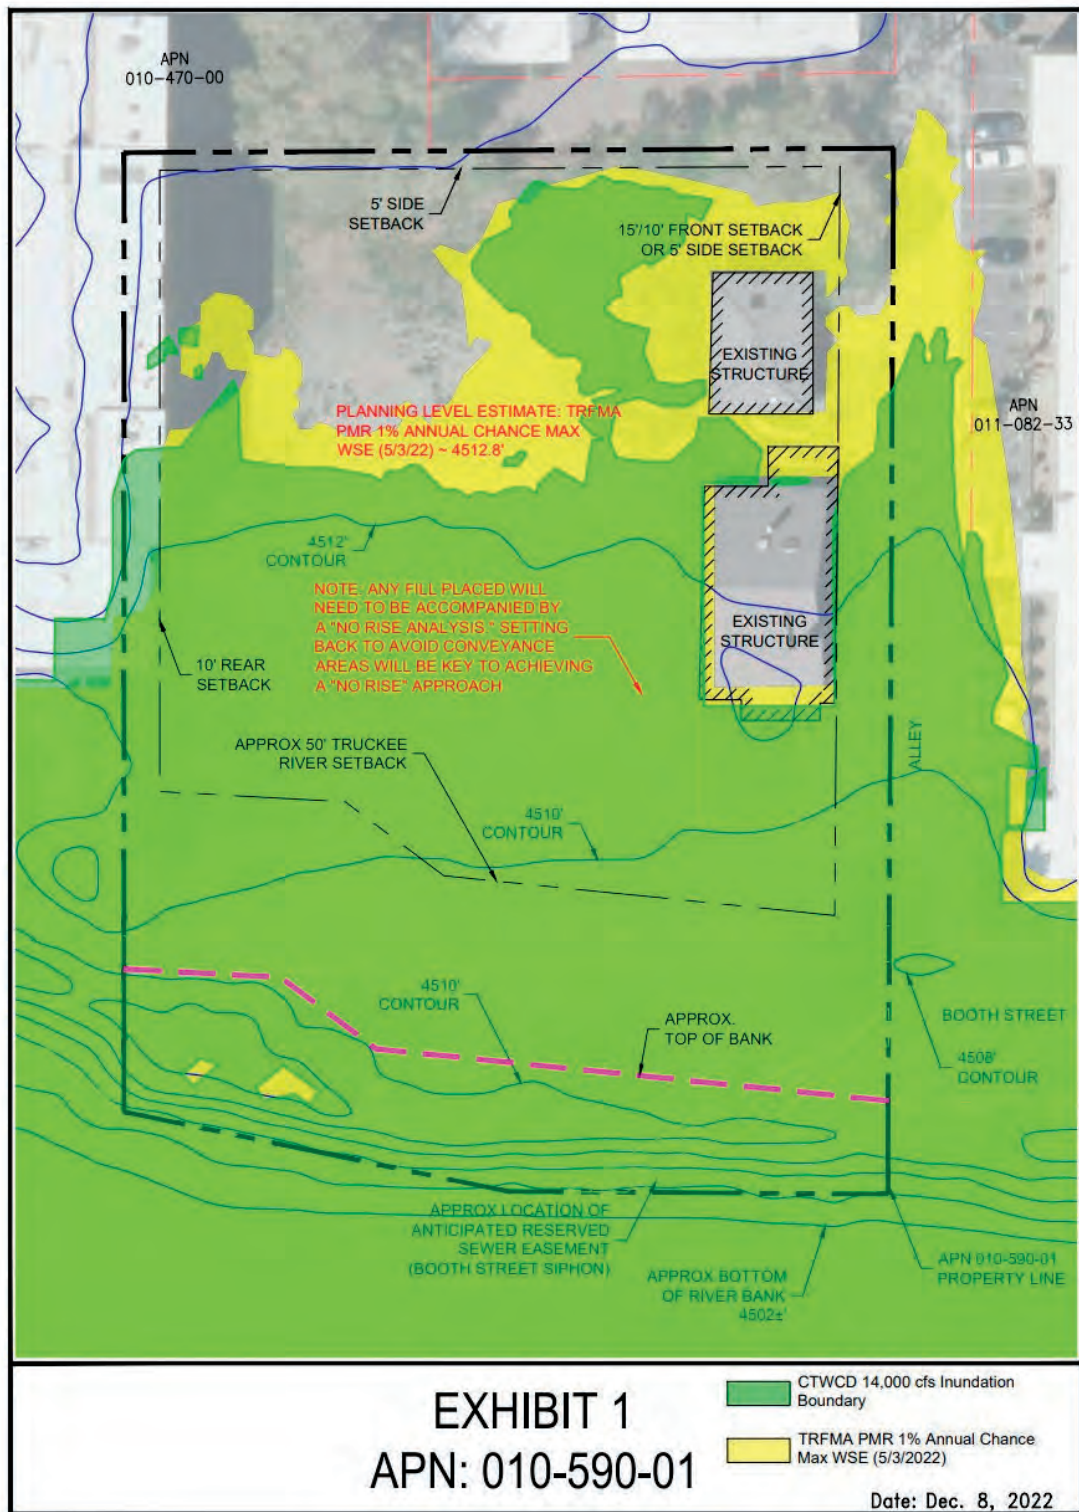 APN
010-470-00
5' SIDE
SETBACK
15'/10' FRONT SETBACK
OR 5' SIDE SETBACK
EXISTING
STRUCTURE
PLANNING LEVEL ESTIMATE: TRFMA
PMR 1% ANNUAL CHANCE MAX
WSE (5/3/22) ~ 4512.8'
APN
011-082-33
4512'
CONTOUR
NOTE: ANY FILL PLACED WILL
NEED TO BE ACCOMPANIED BY
A "NO RISE ANALYSIS." SETTING
BACK TO AVOID CONVEYANCE
AREAS WILL BE KEY TO ACHIEVING
A "NO RISE" APPROACH
EXISTING
STRUCTURE
10' REAR
SETBACK
APPROX 50' TRUCKEE
RIVER SETBACK
ALLEY
4510'
CONTOUR
4510'
CONTOUR
APPROX.
TOP OF BANK
BOOTH STREET
4508'
CONTOUR
APPROX LOCATION OF
ANTICIPATED RESERVED
SEWER EASEMENT
(BOOTH STREET SIPHON)
APPROX BOTTOM
OF RIVER BANK
4502±'
APN 010-590-01
PROPERTY LINE
EXHIBIT 1
APN: 010-590-01
CTWCD 14,000 cfs Inundation
Boundary
TRFMA PMR 1% Annual Chance
Max WSE (5/3/2022)
Date: Dec. 8, 2022